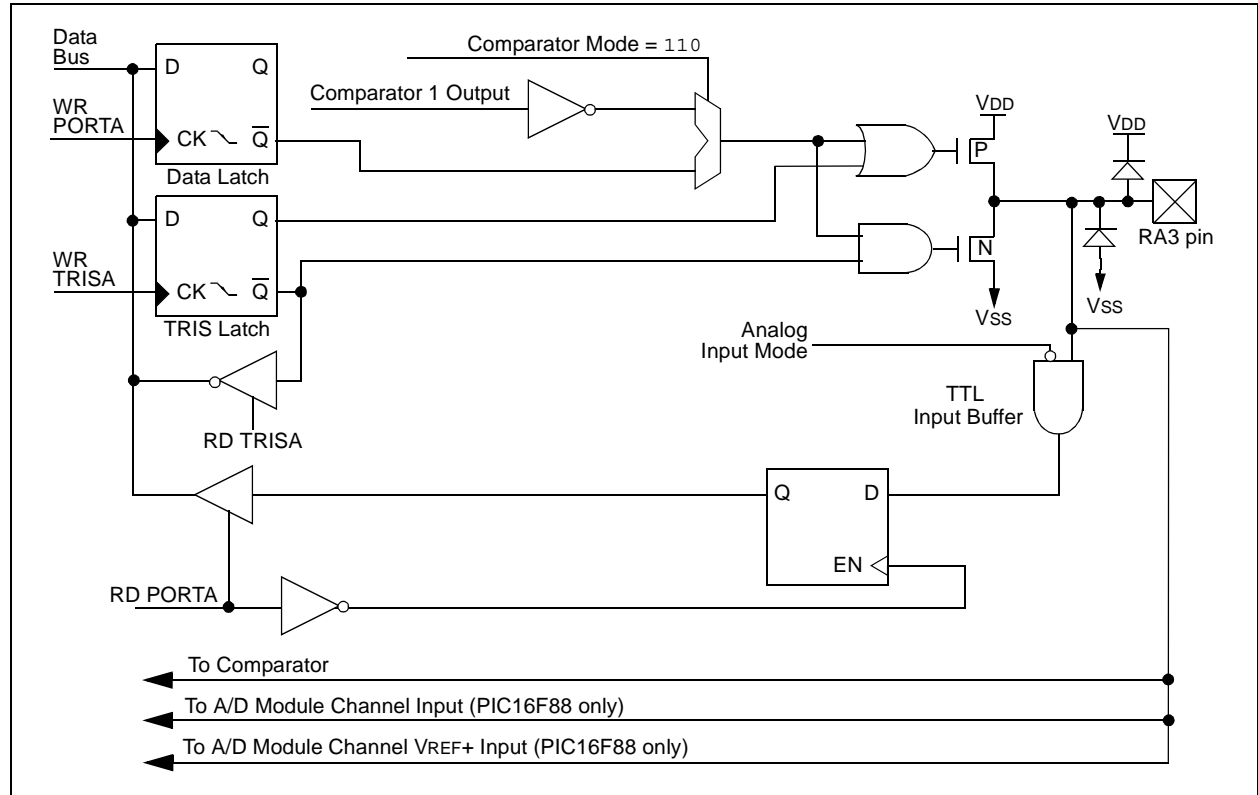 Data
Bus
D
Q
WR
PORTA
CK
Q
Data Latch
Comparator Mode = 110
Comparator 1 Output
VDD
P
VDD
RA3 pin
N
VSS
VSS
D
Q
WR
TRISA
CK
Q
TRIS Latch
Analog
Input Mode
TTL
Input Buffer
RD TRISA
Q
D
EN
RD PORTA
To Comparator
To A/D Module Channel Input (PIC16F88 only)
To A/D Module Channel VREF+ Input (PIC16F88 only)